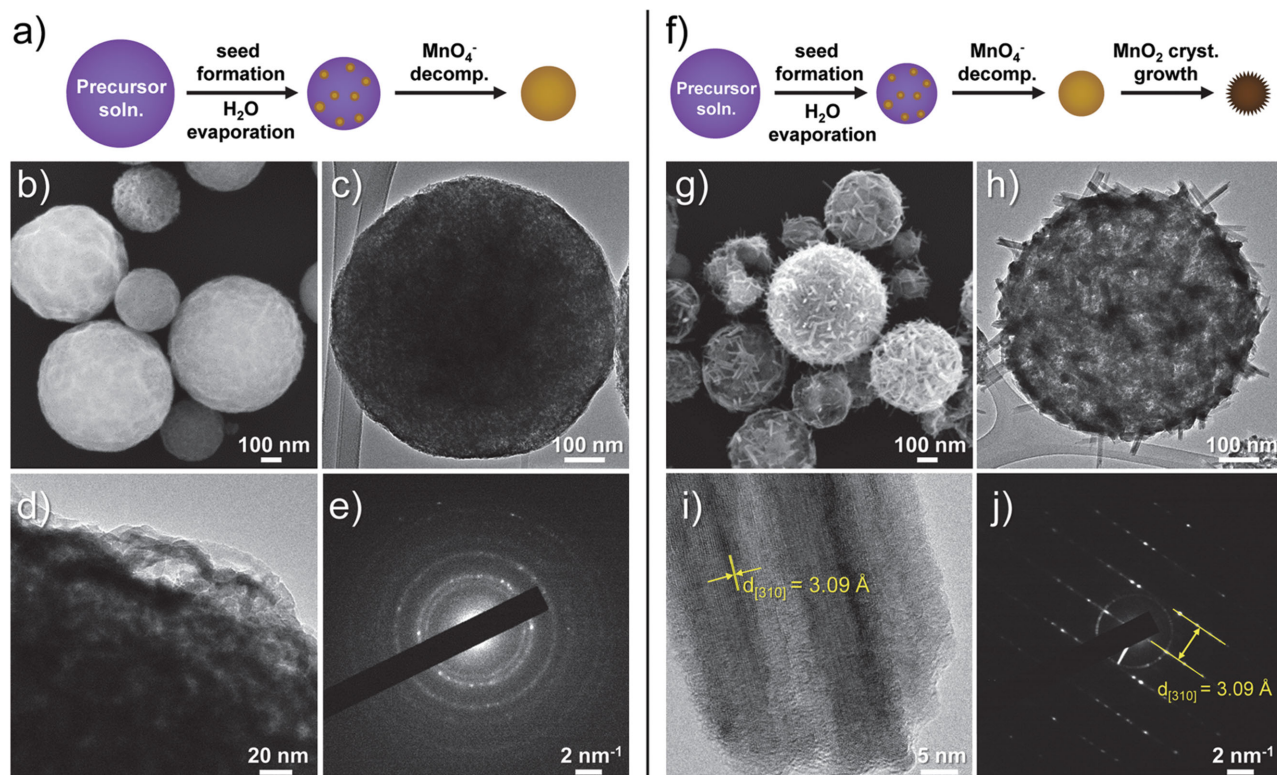 a)
Precursor
soln.
seed
formation
H₂O
evaporation
MnO₄⁻
decomp.
b)
100 nm
c)
100 nm
d)
20 nm
e)
2 nm⁻¹
f)
Precursor
soln.
seed
formation
H₂O
evaporation
MnO₄⁻
decomp.
MnO₂ cryst.
growth
g)
100 nm
h)
100 nm
i)
d[310] = 3.09 Å
5 nm
j)
d[310] = 3.09 Å
2 nm⁻¹